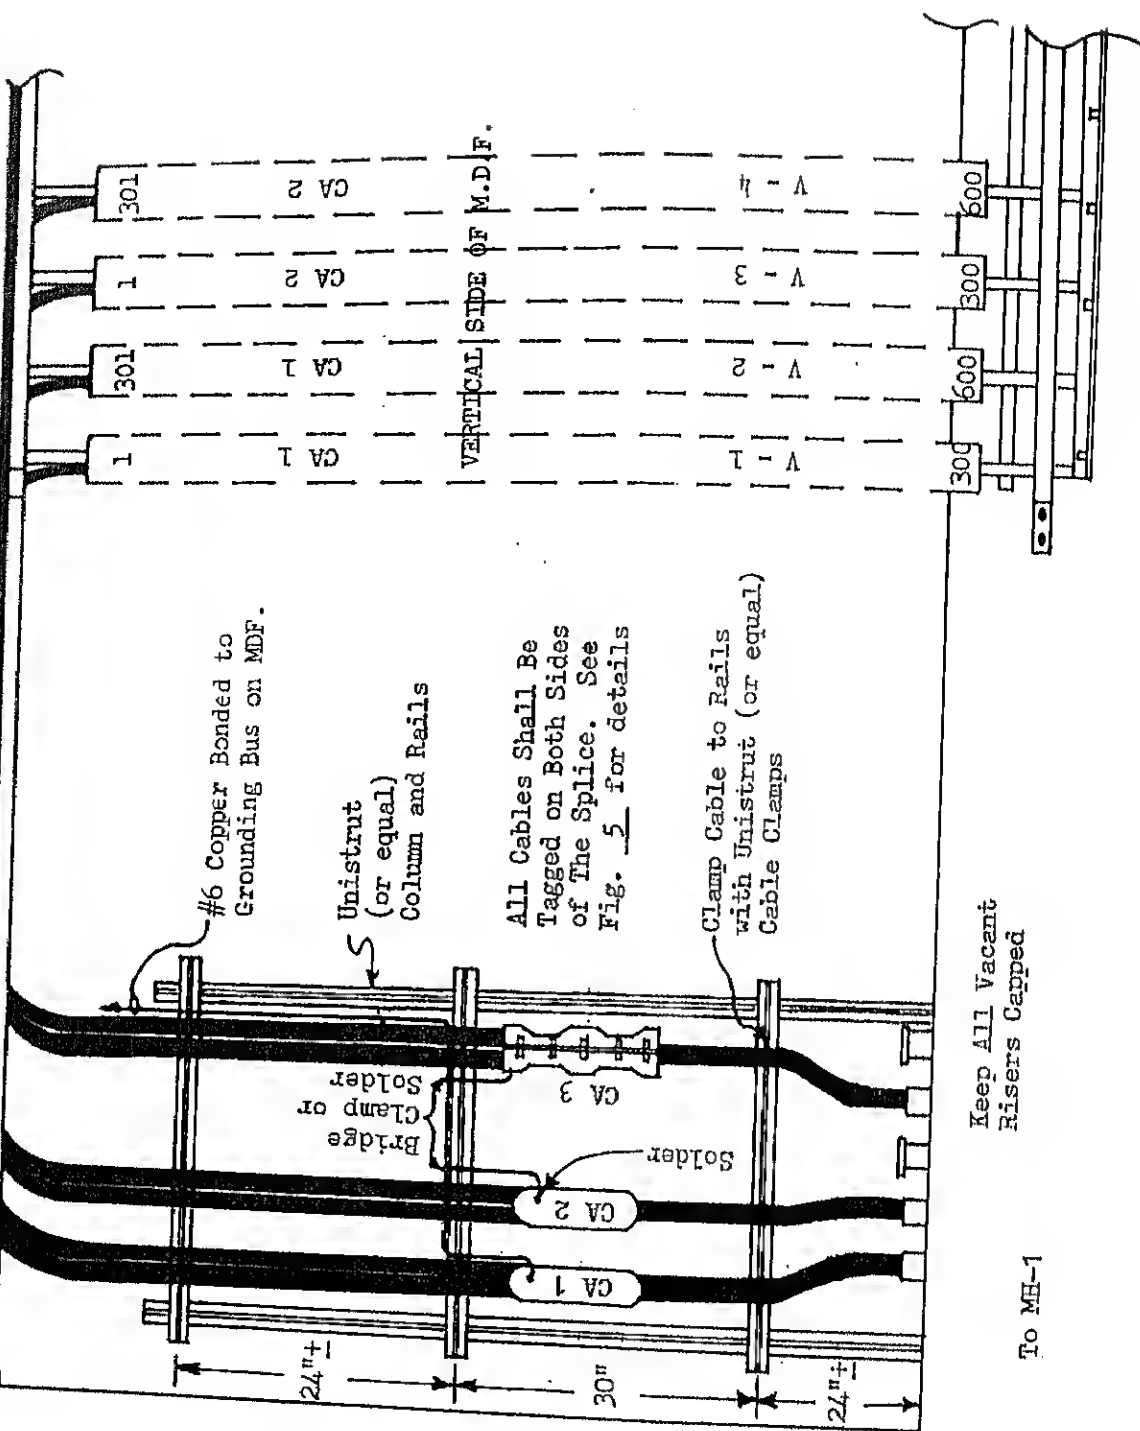 301
CA 2
V - 4
600
1
CA 2
V - 3
300
301
CA 1
V - 2
600
1
CA 1
V - 1
300
VERTICAL SIDE OF M.D.F.
#6 Copper Bonded to
Grounding Bus on MDF.
Unistrut
(or equal)
Column and Rails
All Cables Shall Be
Tagged on Both Sides
of The Splice. See
Fig. 5 for details
Clamp Cable to Rails
with Unistrut (or equal)
Cable Clamps
Bridge
Clamp or
Solder
CA 3
Solder
CA 2
CA 1
24"±
30"
24"±
Keep All Vacant
Risers Capped
To MH-1